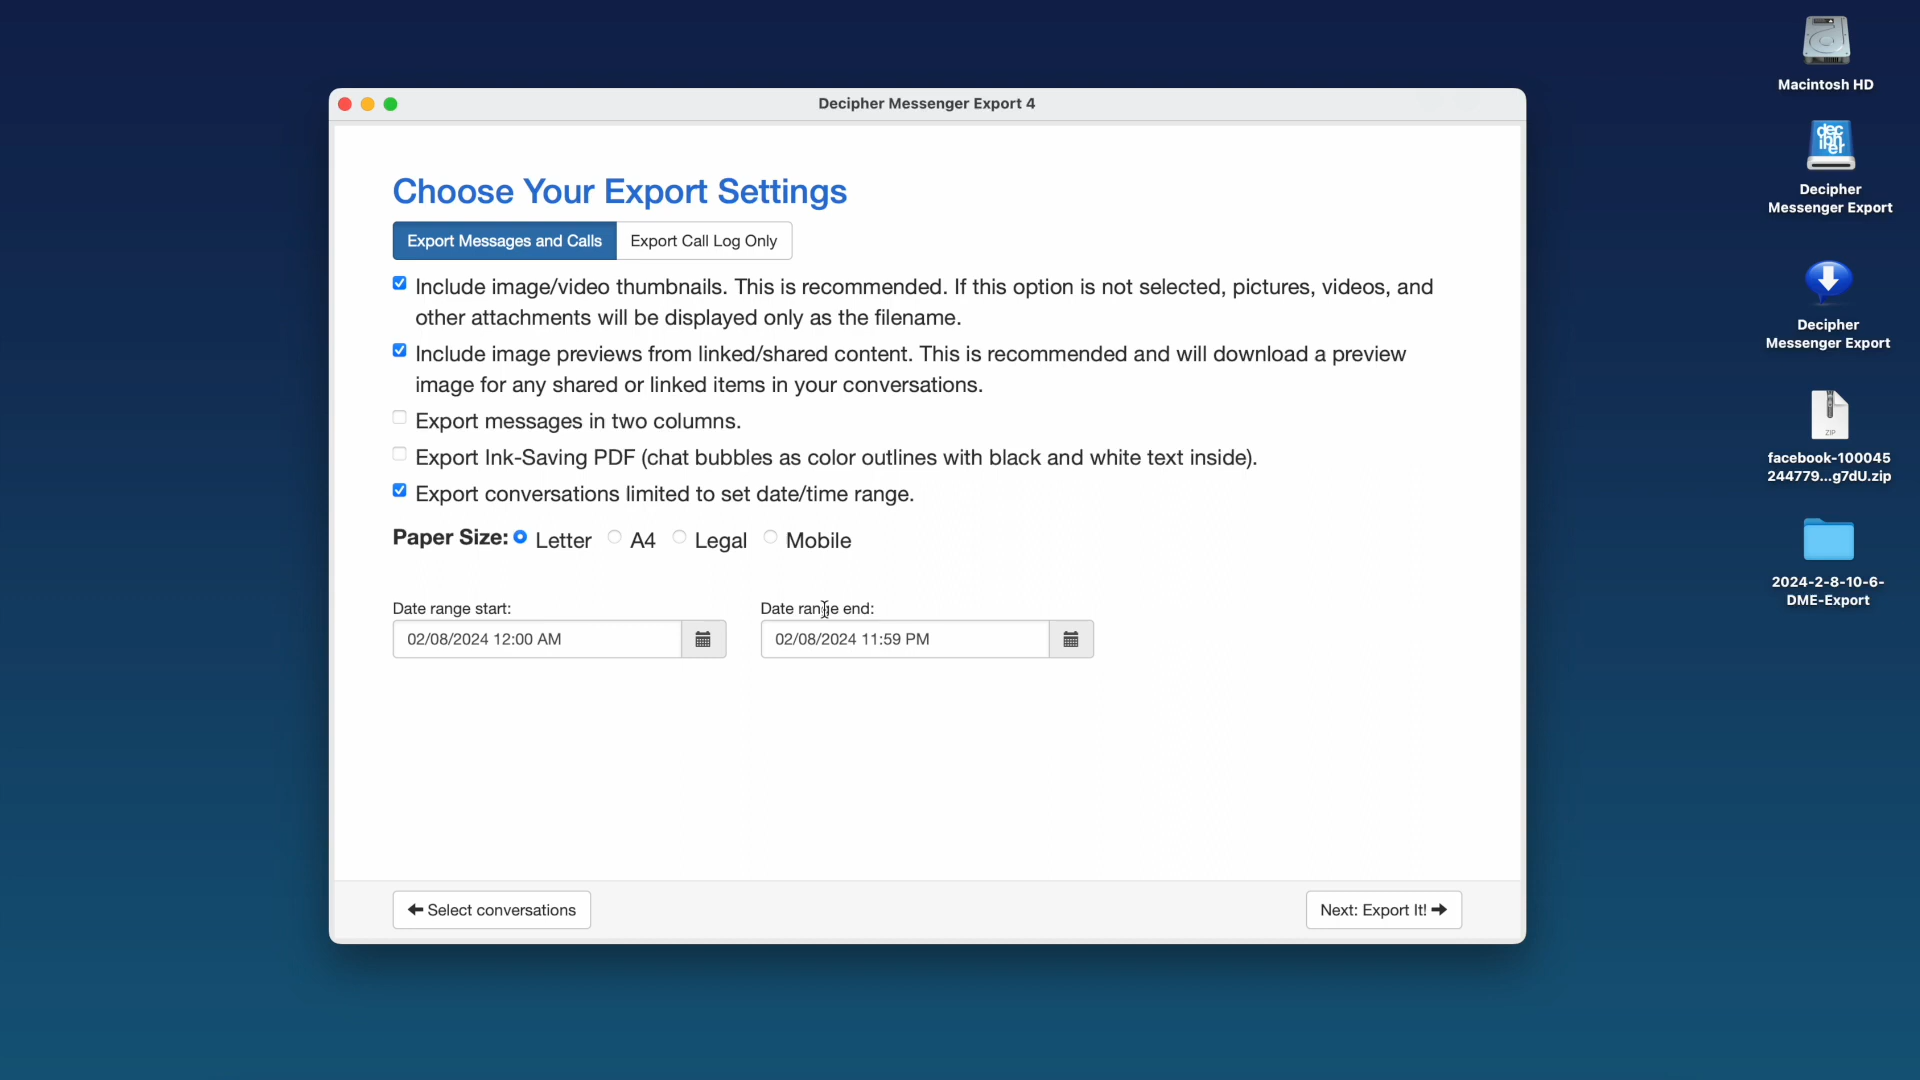 Decipher Messenger Export 4
Choose Your Export Settings
Export Messages and Calls
Export Call Log Only
Include image/video thumbnails. This is recommended. If this option is not selected, pictures, videos, and
other attachments will be displayed only as the filename.
Include image previews from linked/shared content. This is recommended and will download a preview
image for any shared or linked items in your conversations.
Export messages in two columns.
Export Ink-Saving PDF (chat bubbles as color outlines with black and white text inside).
Export conversations limited to set date/time range.
Paper Size: Letter A4 Legal Mobile
Date range start:
Date range end:
02/08/2024 12:00 AM
02/08/2024 11:59 PM
Select conversations
Next: Export It!
Macintosh HD
dec
iph
er
Decipher
Messenger Export
Decipher
Messenger Export
ZIP
facebook-100045
244779...g7dU.zip
2024-2-8-10-6-
DME-Export